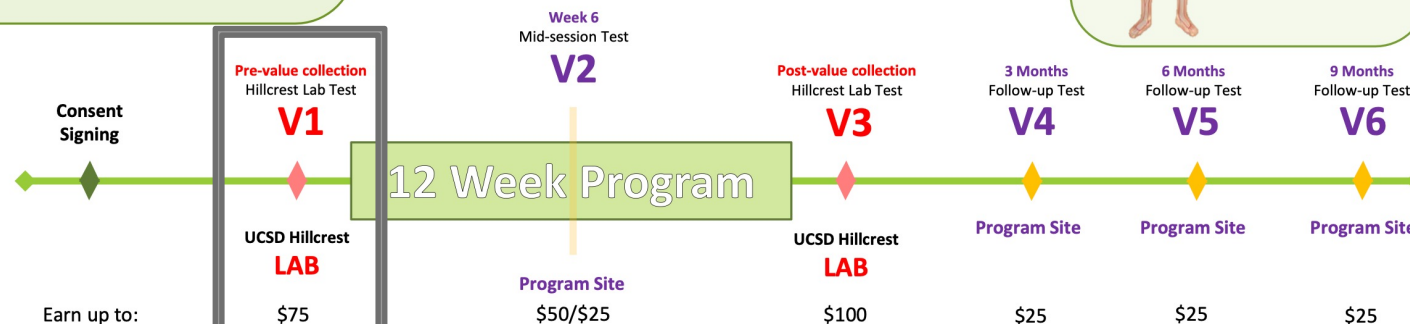 Consent
Signing
Pre-value collection
Hillcrest Lab Test
V1
UCSD Hillcrest
LAB
Week 6
Mid-session Test
V2
12 Week Program
Program Site
Post-value collection
Hillcrest Lab Test
V3
UCSD Hillcrest
LAB
3 Months
Follow-up Test
V4
Program Site
6 Months
Follow-up Test
V5
Program Site
9 Months
Follow-up Test
V6
Program Site
Earn up to:
$75
$50/$25
$100
$25
$25
$25